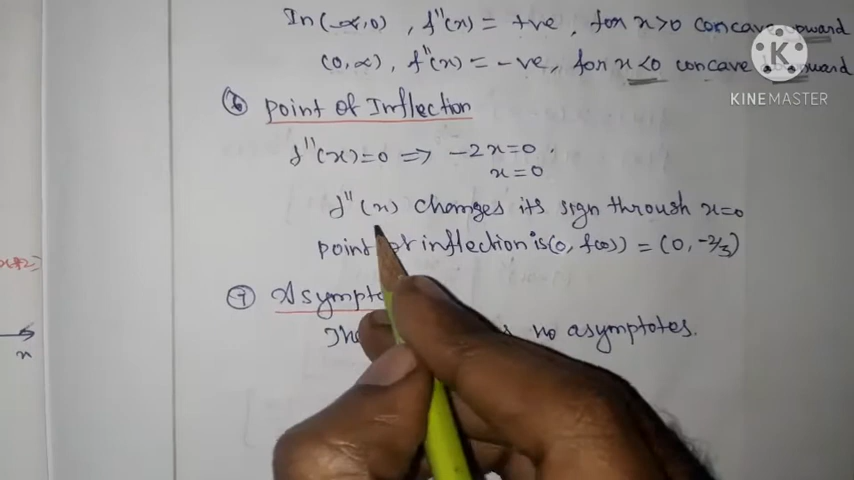 In (-∝,0), f''(x) = +ve, for x>0 concave upward
(0,∝), f''(x) = -ve, for x<0 concave
KINEMASTER
⑥ Point of Inflection
f''(x)=0 => -2x=0.
x=0
f''(x) changes its sign through x=0
Point of inflection is (0, f(0)) = (0, -2/3)
⑦
no asymptotes.
x